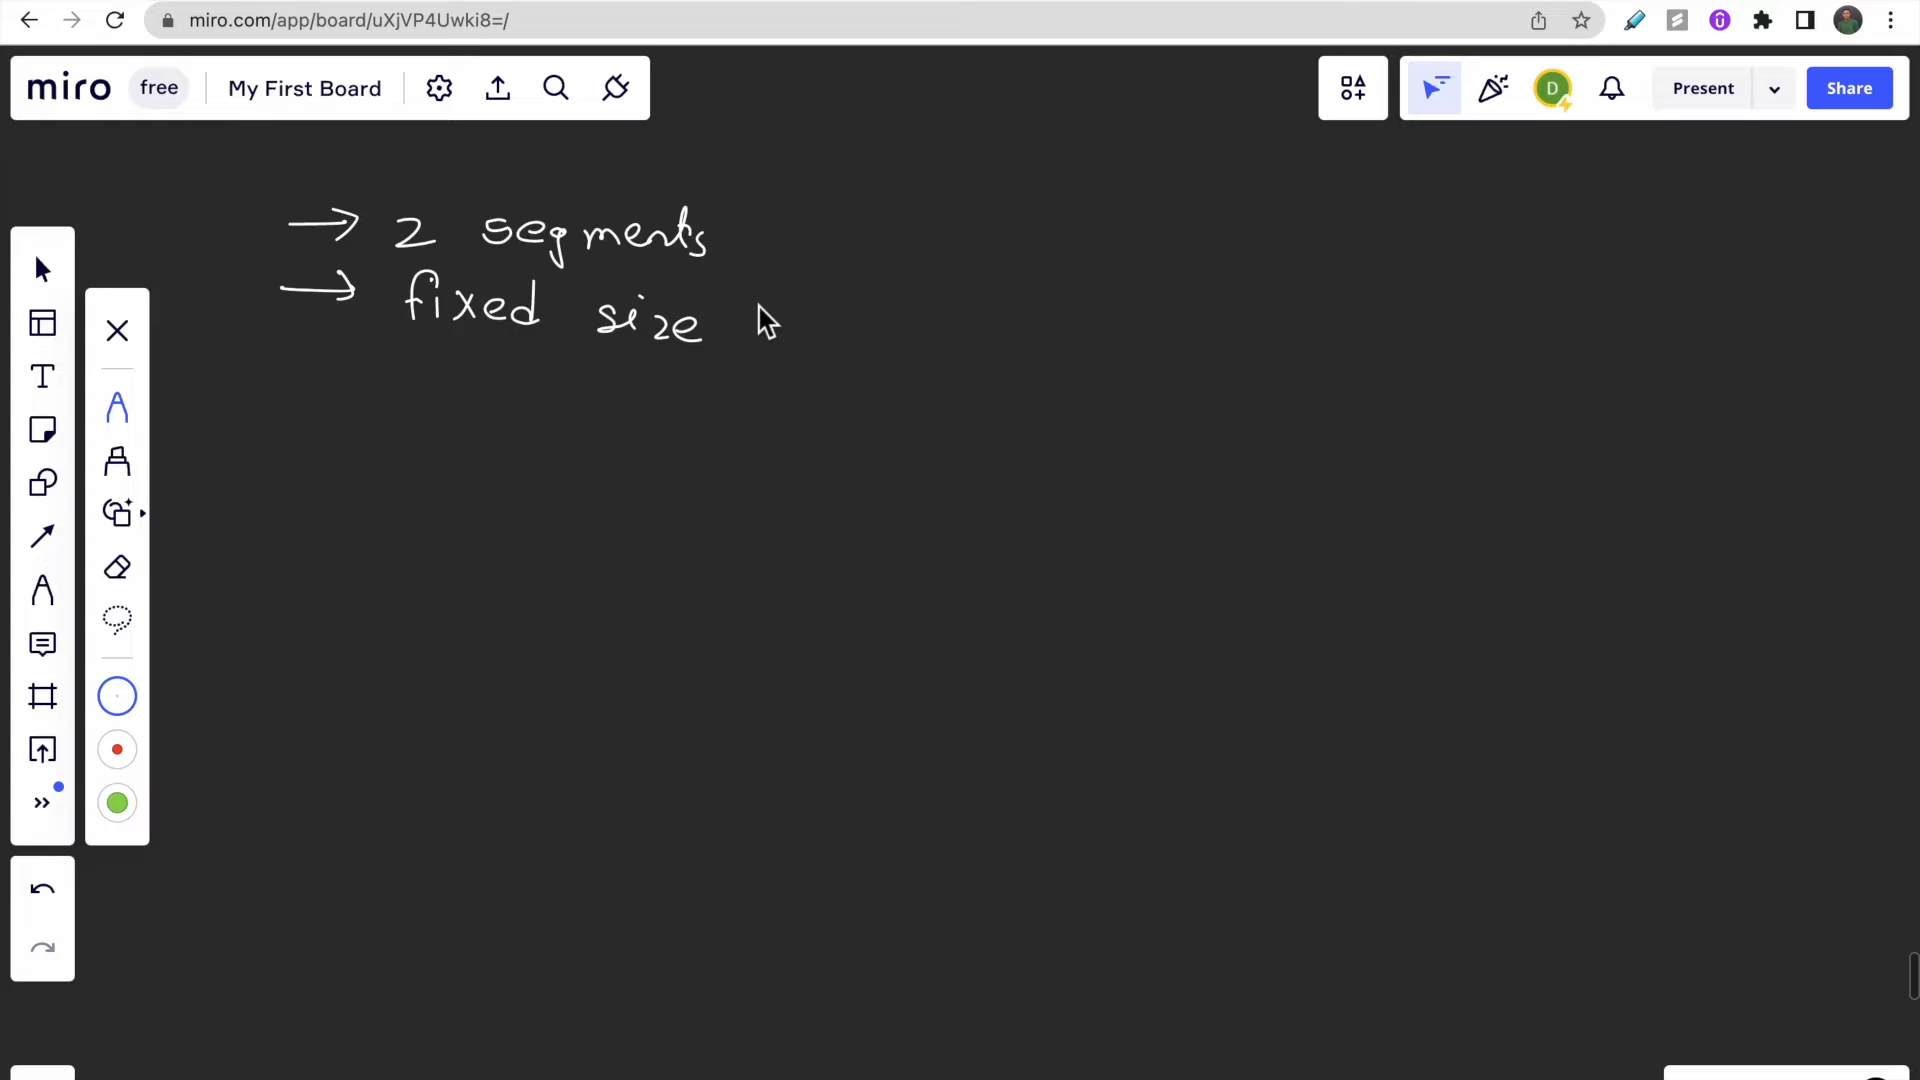 miro.com/app/board/uXjVP4Uwki8=/
miro free My First Board D Present Share
→ 2 segments
→ fixed size